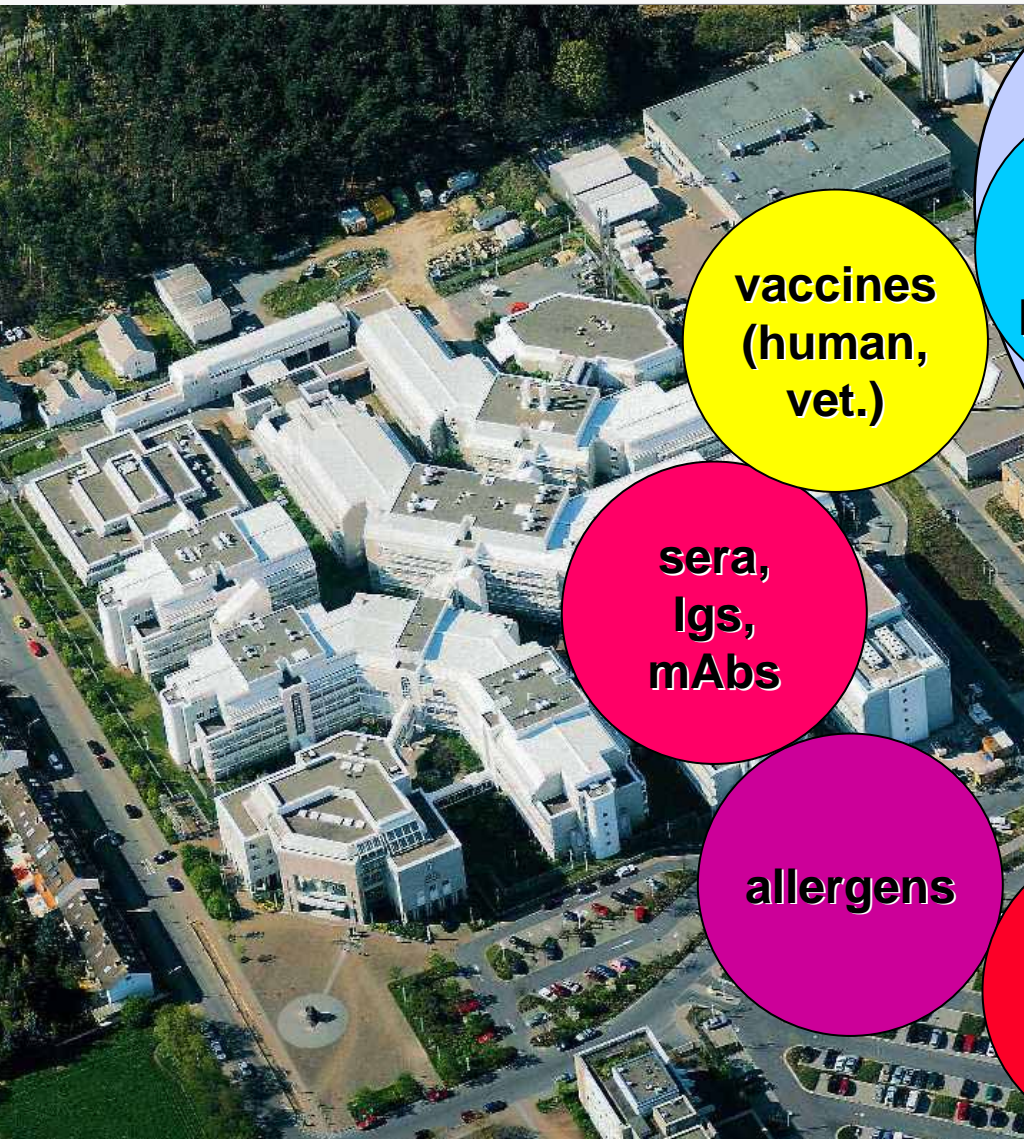 vaccines
(human,
vet.)
sera,
Igs,
mAbs
allergens